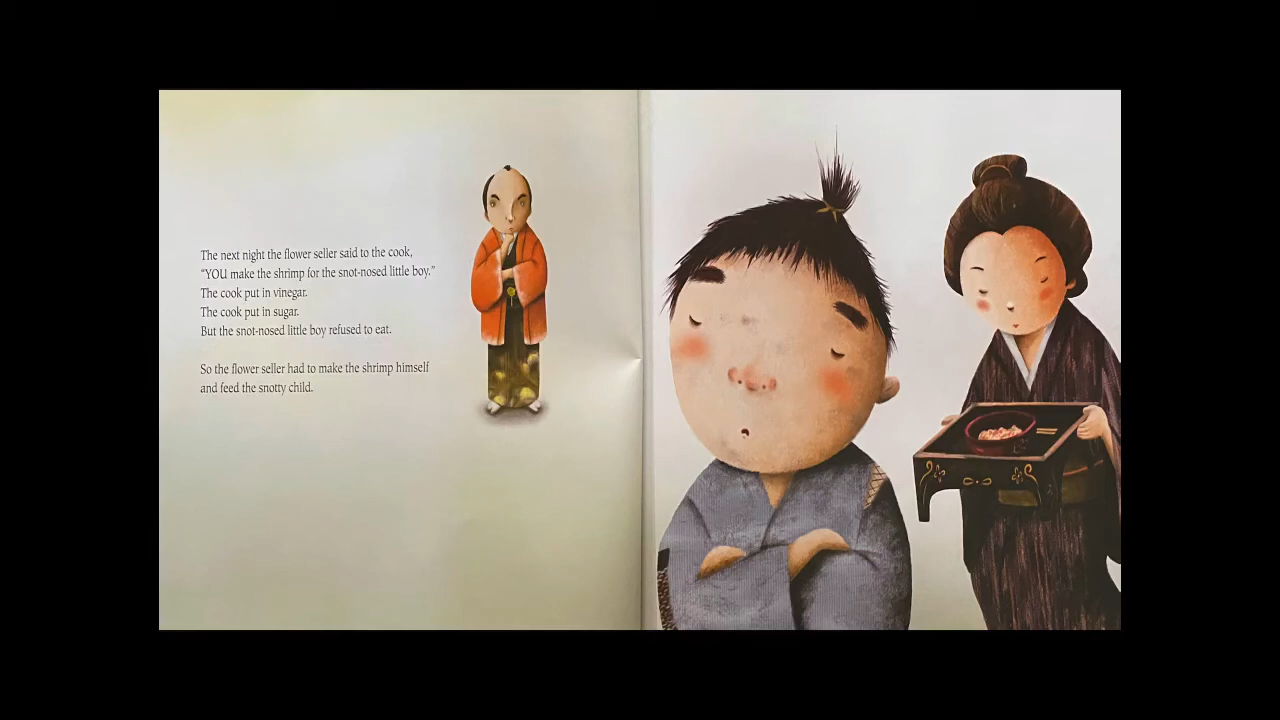 The next night the flower seller said to the cook,
“YOU make the shrimp for the snot-nosed little boy.”
The cook put in vinegar.
The cook put in sugar.
But the snot-nosed little boy refused to eat.
So the flower seller had to make the shrimp himself
and feed the snotty child.